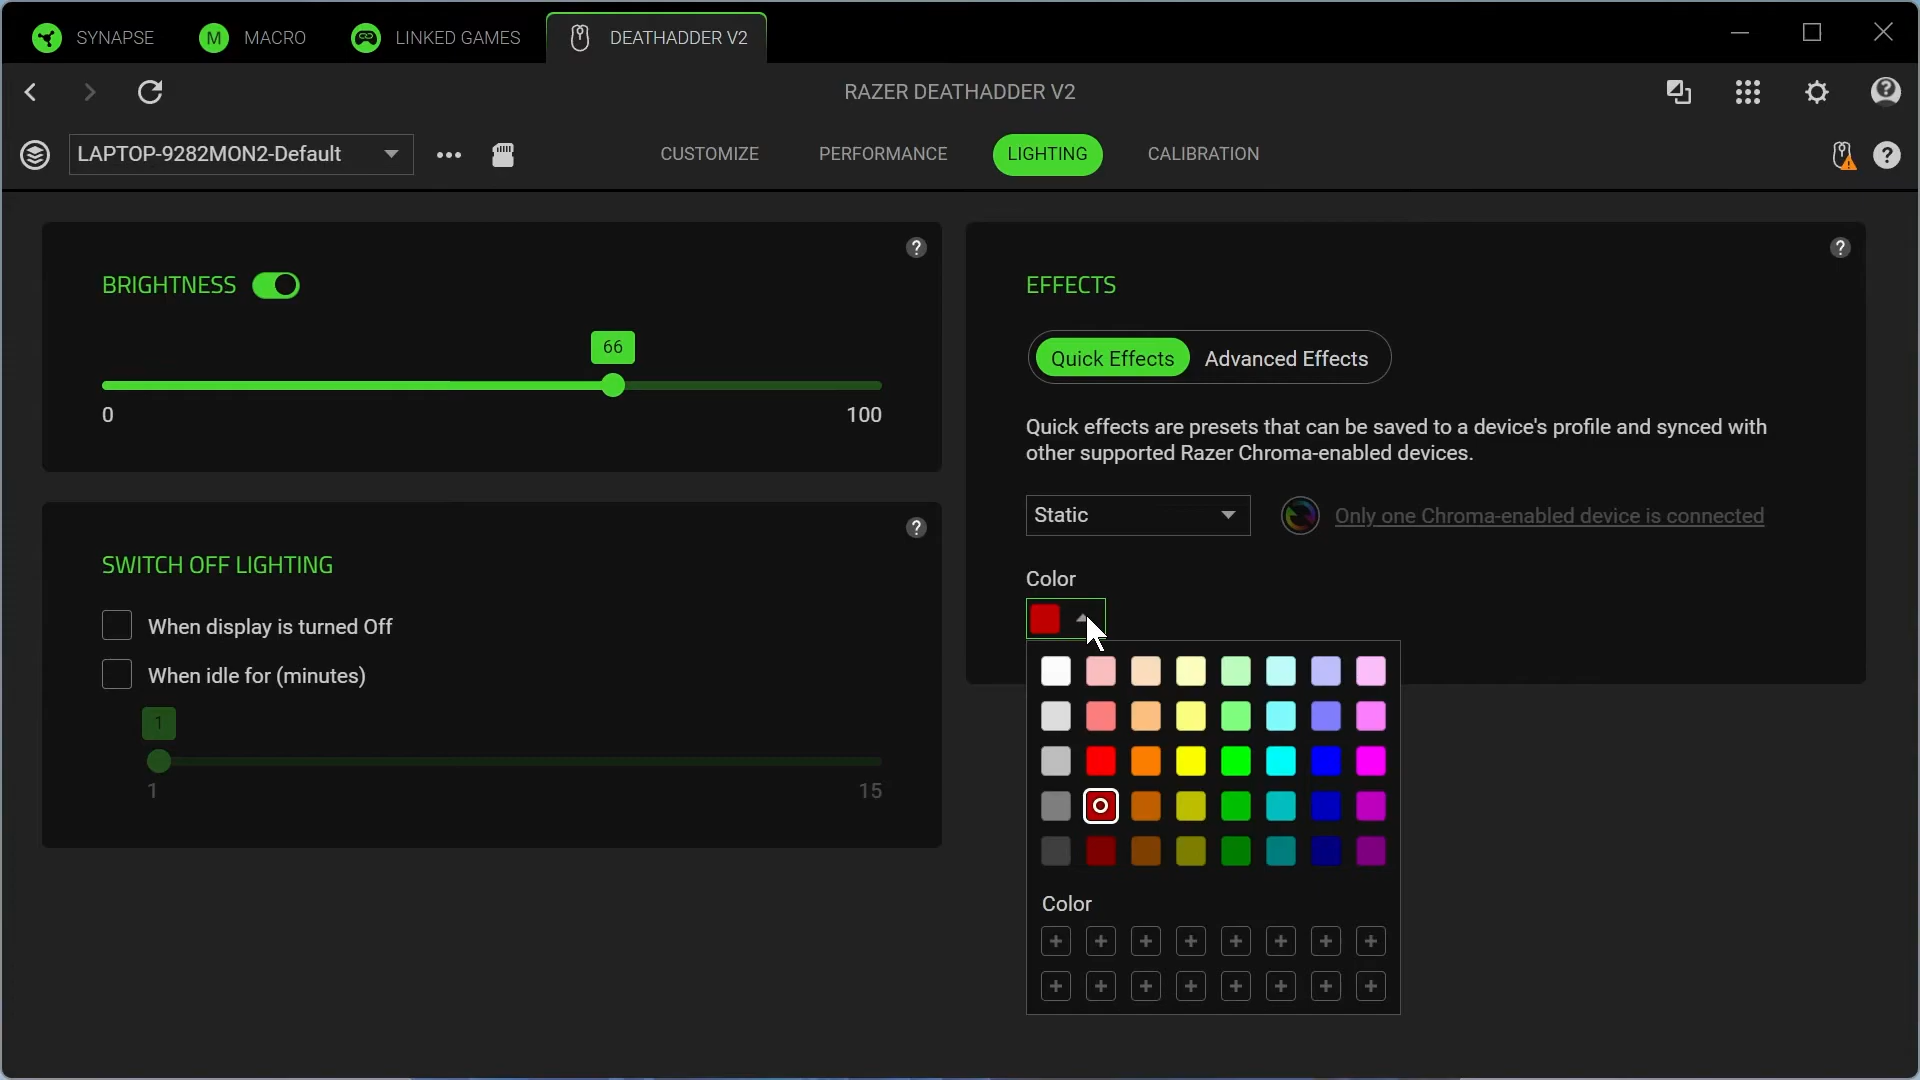 SYNAPSE
MACRO
LINKED GAMES
DEATHADDER V2
RAZER DEATHADDER V2
LAPTOP-9282MON2-Default
CUSTOMIZE
PERFORMANCE
LIGHTING
CALIBRATION
BRIGHTNESS
66
0
100
SWITCH OFF LIGHTING
When display is turned Off
When idle for (minutes)
1
1
15
EFFECTS
Quick Effects
Advanced Effects
Quick effects are presets that can be saved to a device's profile and synced with
other supported Razer Chroma-enabled devices.
Static
Only one Chroma-enabled device is connected
Color
Color